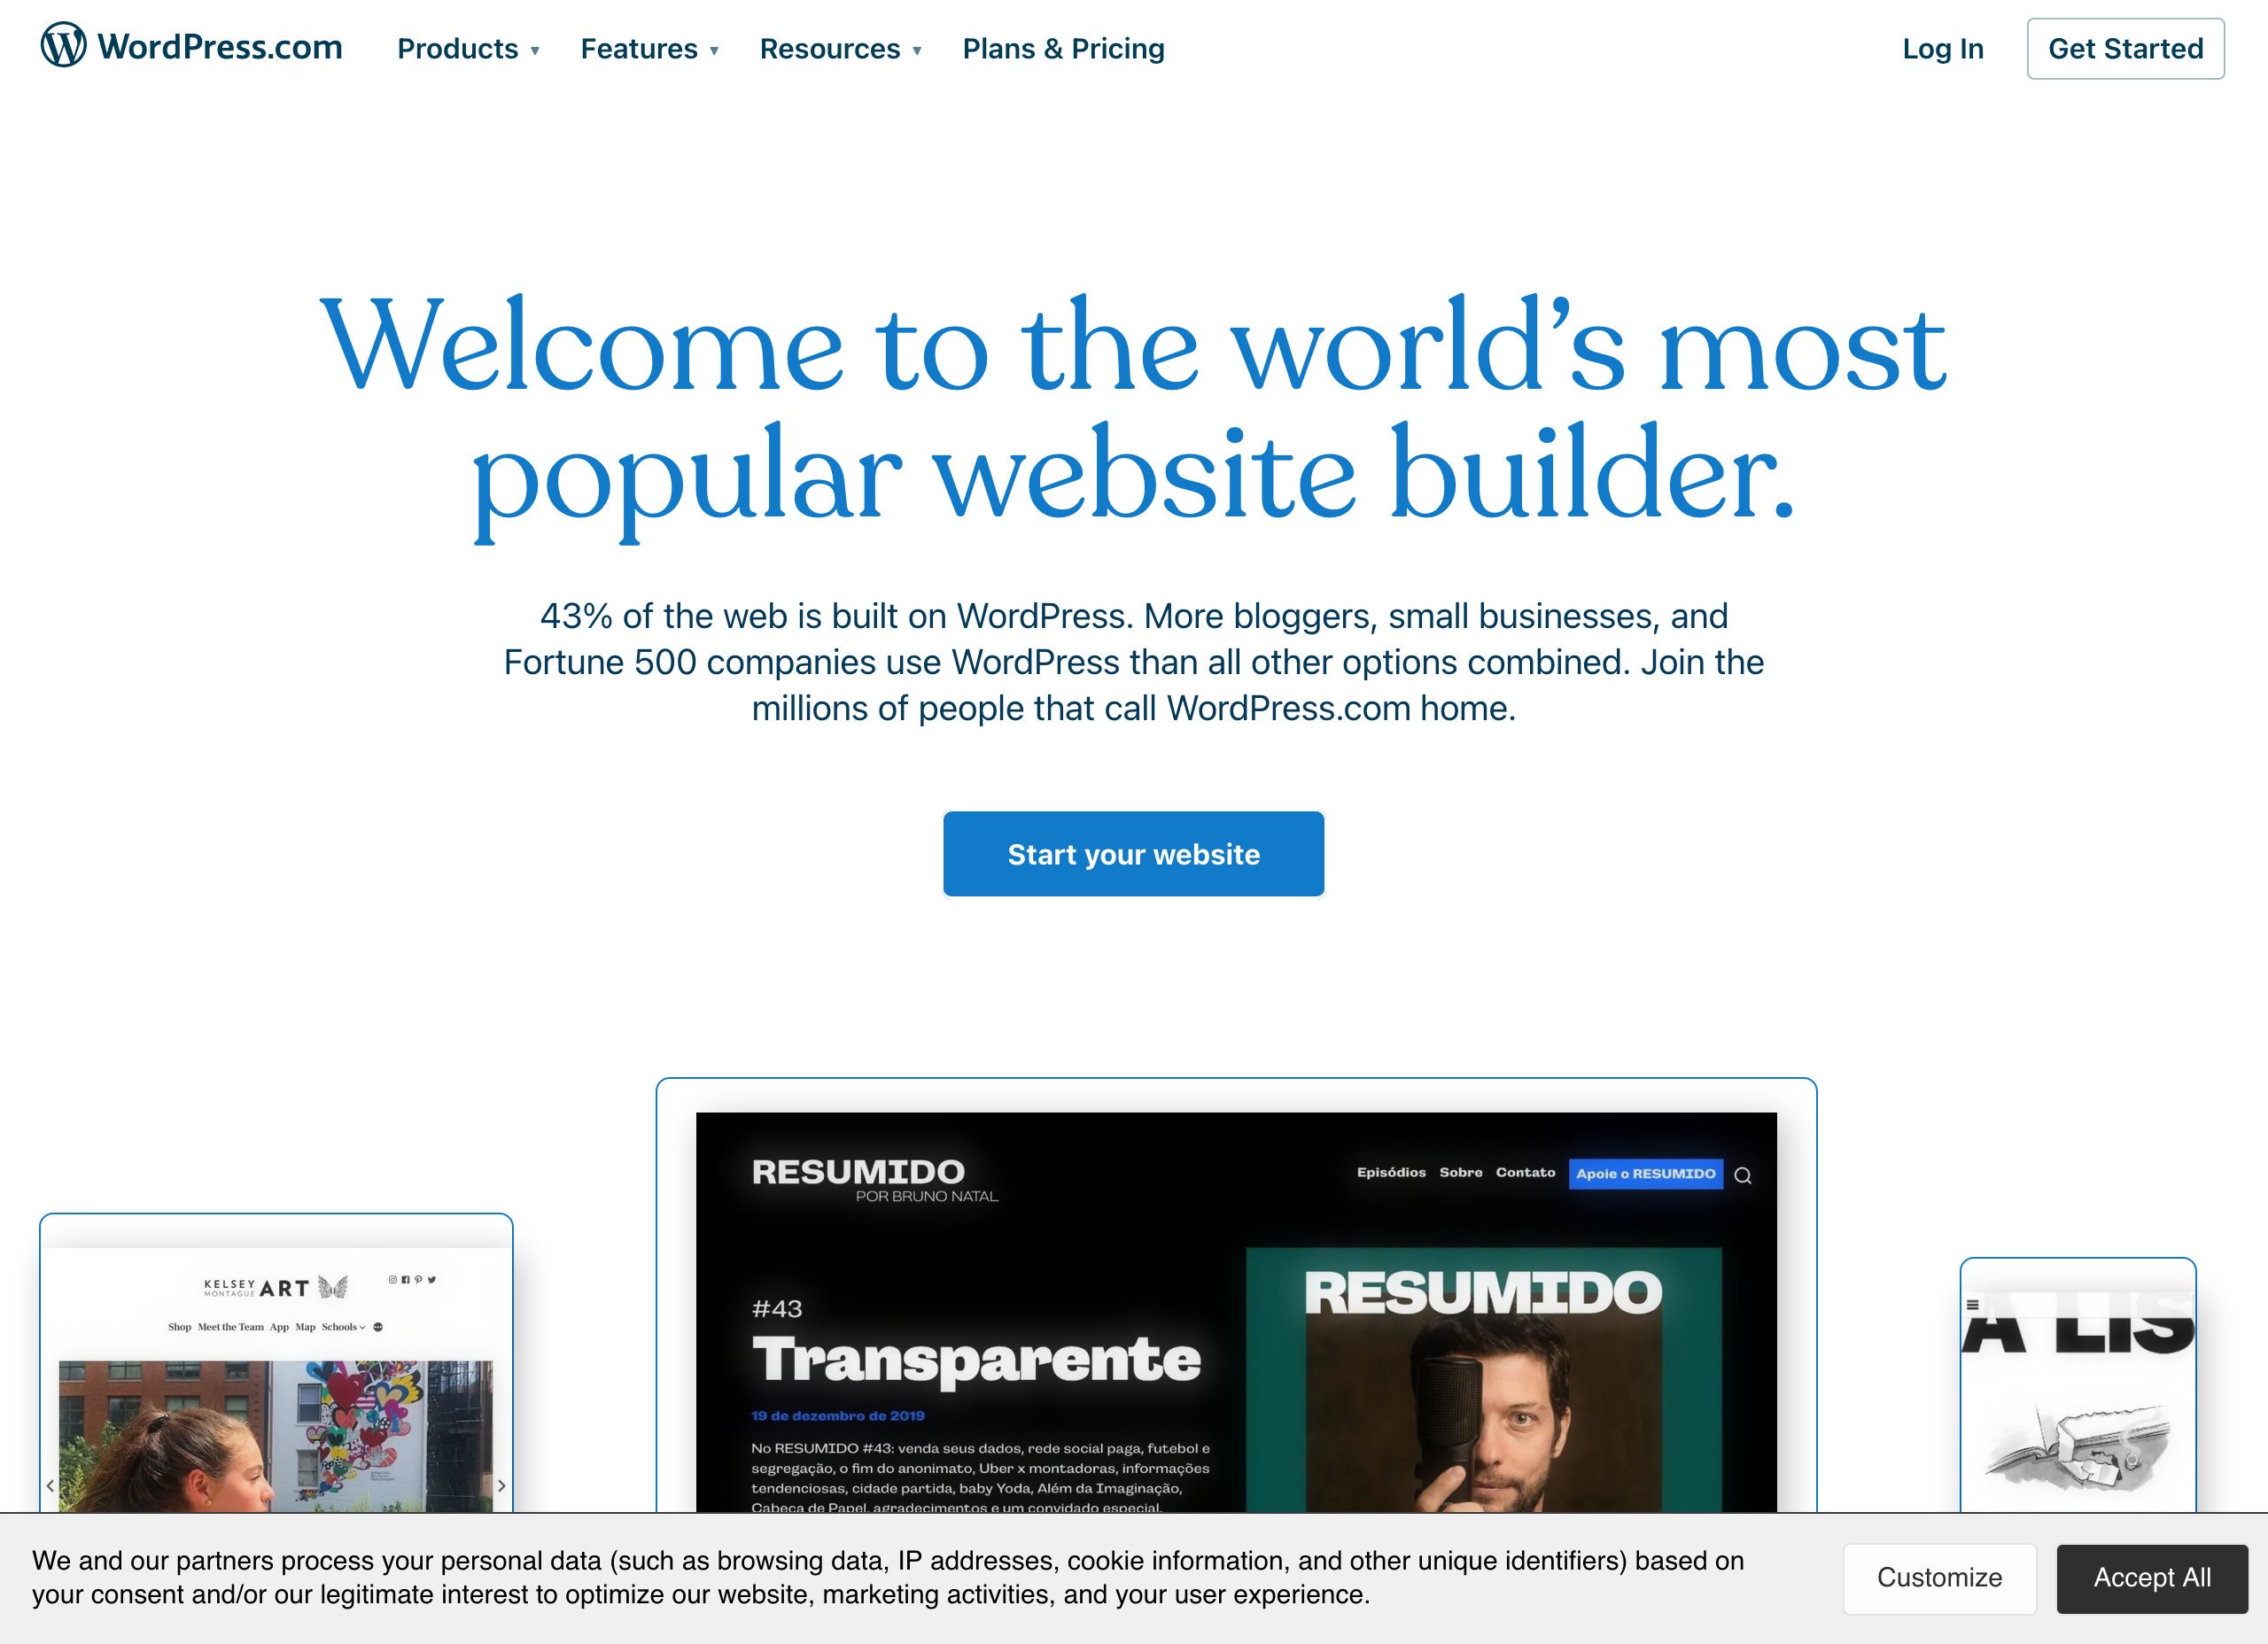 WordPress.com
Products ▾ Features ▾ Resources ▾ Plans & Pricing
Log In
Get Started
Welcome to the world’s most
popular website builder.
43% of the web is built on WordPress. More bloggers, small businesses, and
Fortune 500 companies use WordPress than all other options combined. Join the
millions of people that call WordPress.com home.
Start your website
KELSEY
MONTAGUE
ART
Shop Meet the Team App Map Schools
RESUMIDO
POR BRUNO NATAL
Episódios Sobre Contato Apoie o RESUMIDO
#43
Transparente
19 de dezembro de 2019
No RESUMIDO #43: venda seus dados, rede social paga, futebol e
segregação, o fim do anonimato, Uber x montadoras, informações
tendenciosas, cidade partida, baby Yoda, Além da Imaginação,
Cabeça de Papel, agradecimentos e um convidado especial.
RESUMIDO
A LIS
We and our partners process your personal data (such as browsing data, IP addresses, cookie information, and other unique identifiers) based on
your consent and/or our legitimate interest to optimize our website, marketing activities, and your user experience.
Customize
Accept All